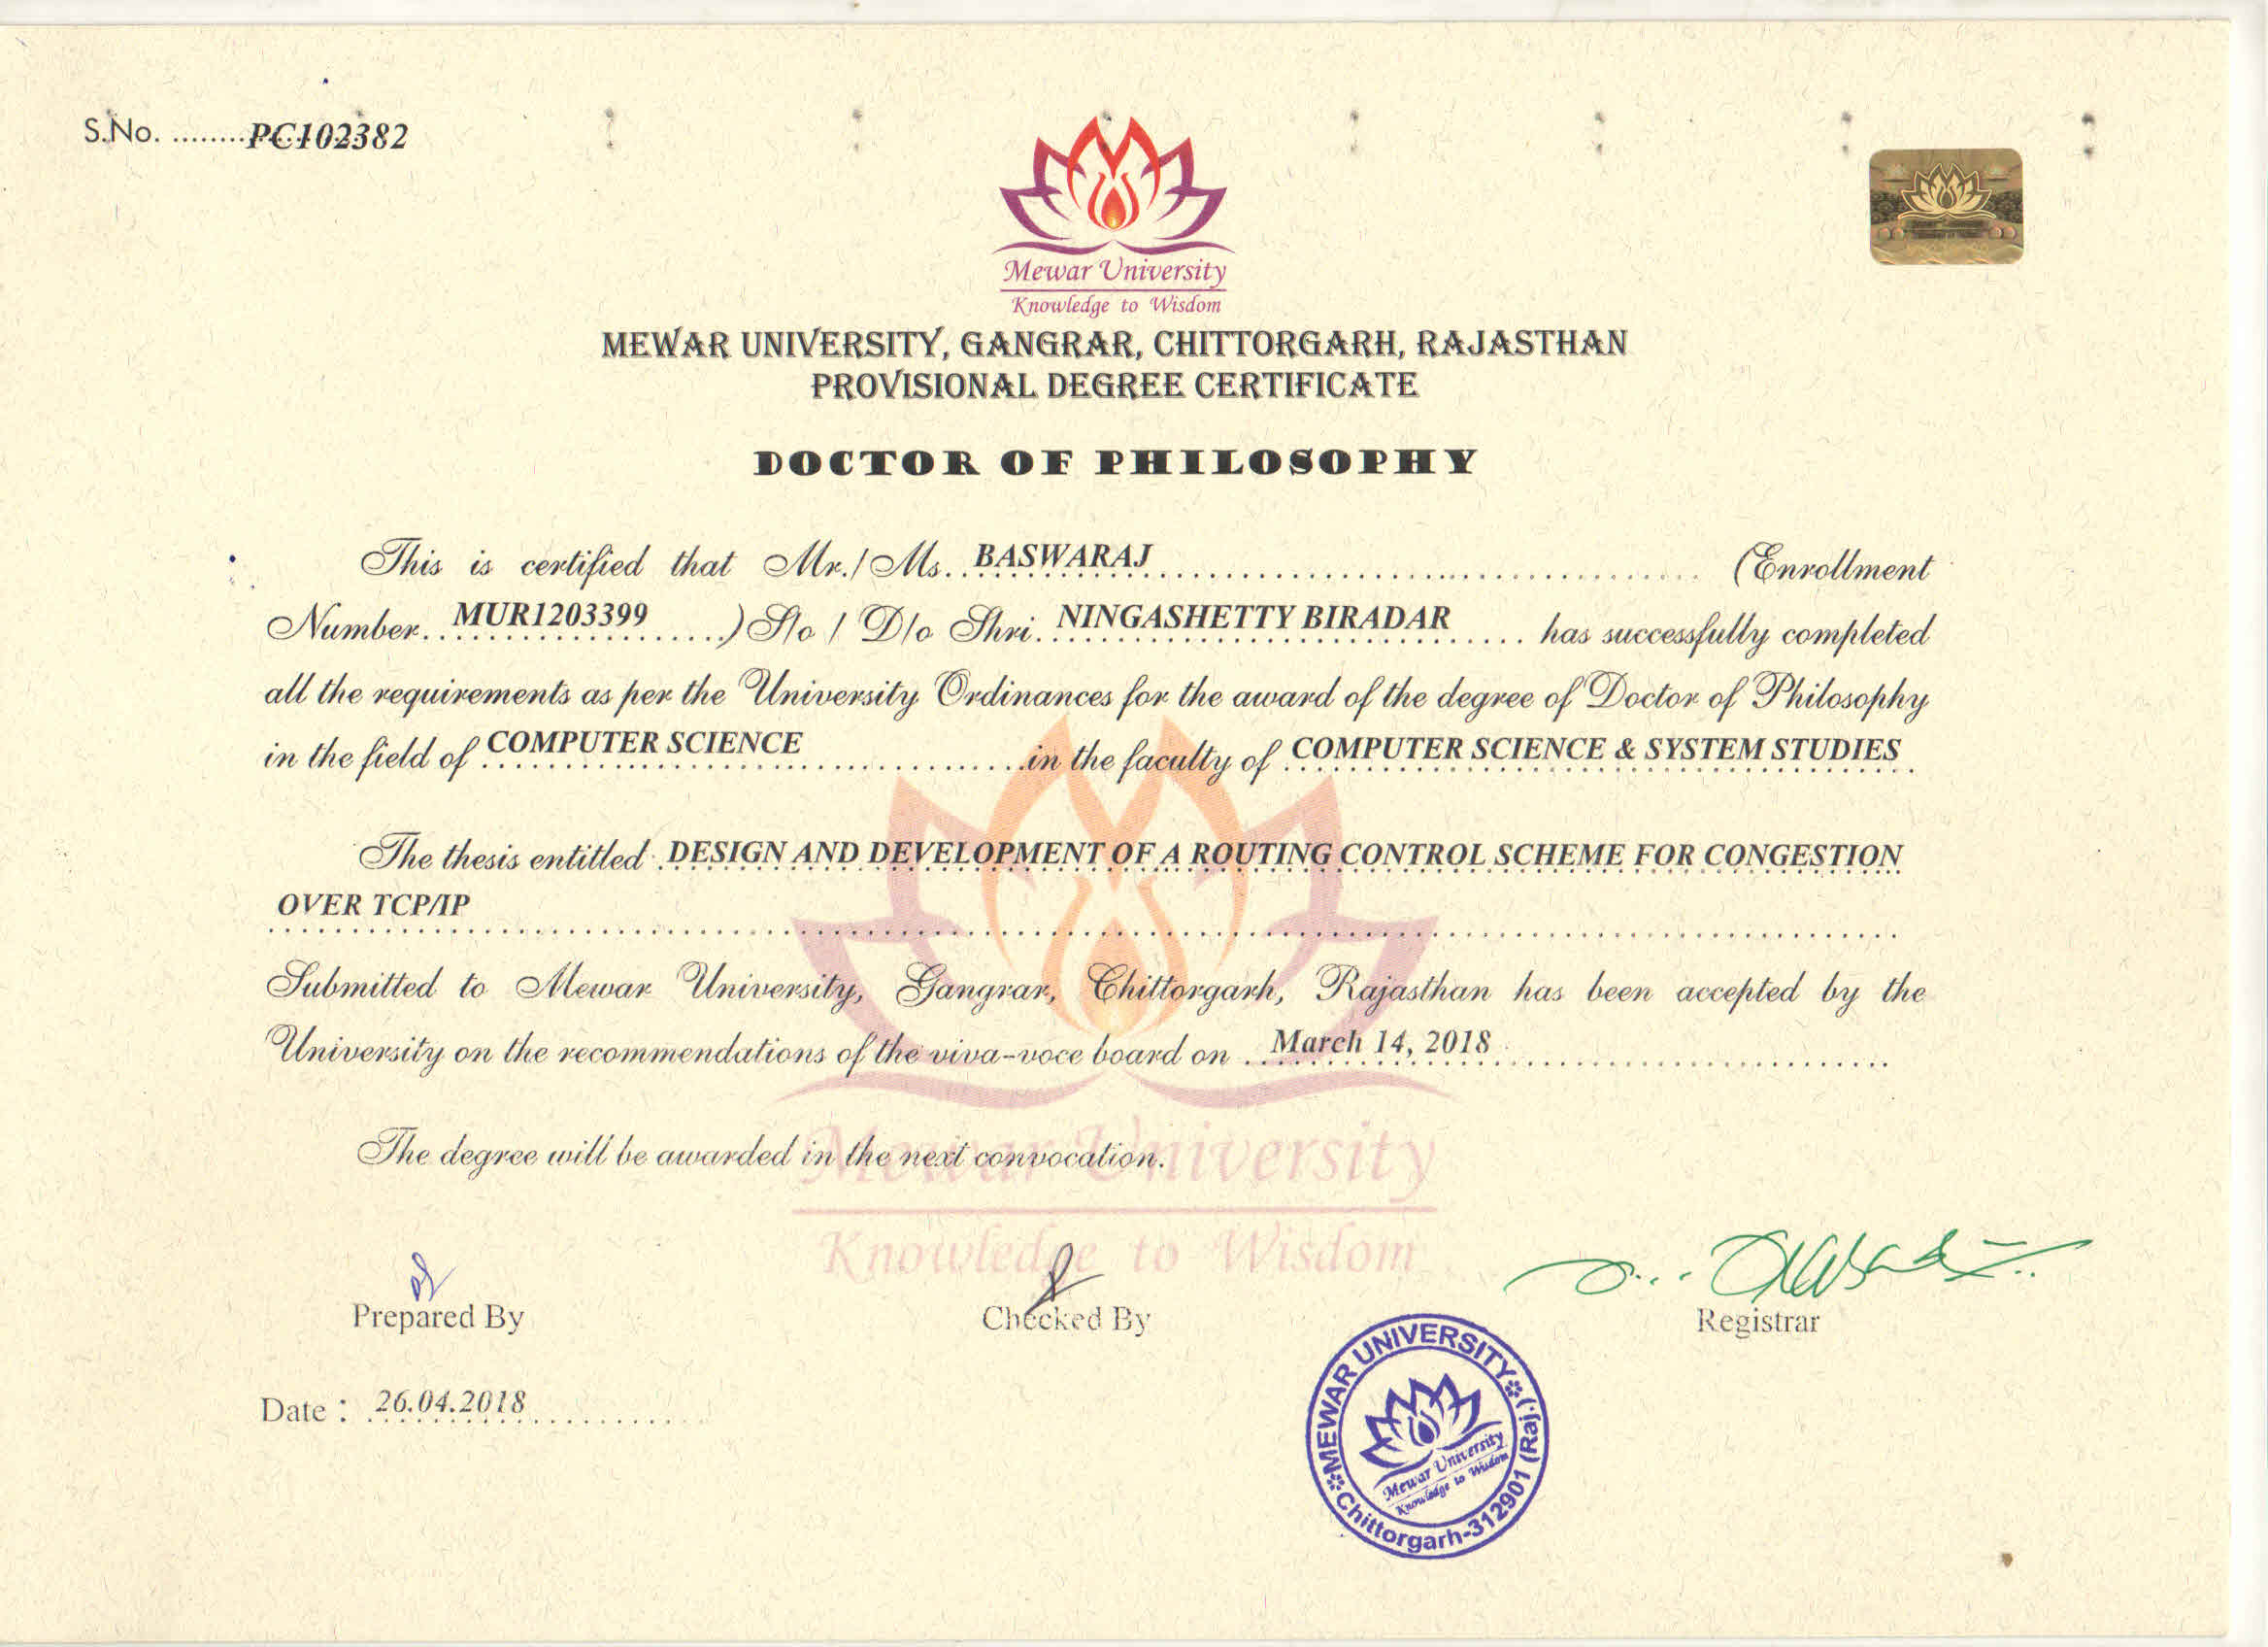 S.No. ........PC102382
Mewar University
Knowledge to Wisdom
MEWAR UNIVERSITY, GANGRAR, CHITTORGARH, RAJASTHAN
PROVISIONAL DEGREE CERTIFICATE
DOCTOR OF PHILOSOPHY
This is certified that Mr./Ms. BASWARAJ (Enrollment
Number MUR1203399 ) S/o / D/o Shri. NINGASHETTY BIRADAR has successfully completed
all the requirements as per the University Ordinances for the award of the degree of Doctor of Philosophy
in the field of COMPUTER SCIENCE in the faculty of COMPUTER SCIENCE & SYSTEM STUDIES
The thesis entitled DESIGN AND DEVELOPMENT OF A ROUTING CONTROL SCHEME FOR CONGESTION
OVER TCP/IP
Submitted to Mewar University, Gangrar, Chittorgarh, Rajasthan has been accepted by the
University on the recommendations of the viva-voce board on March 14, 2018
The degree will be awarded in the next convocation.
Mewar University
Knowledge to Wisdom
Prepared By
Checked By
Registrar
Date : 26.04.2018
MEWAR UNIVERSITY
Chittorgarh-312901 (Raj.)
Mewar University
Knowledge to Wisdom